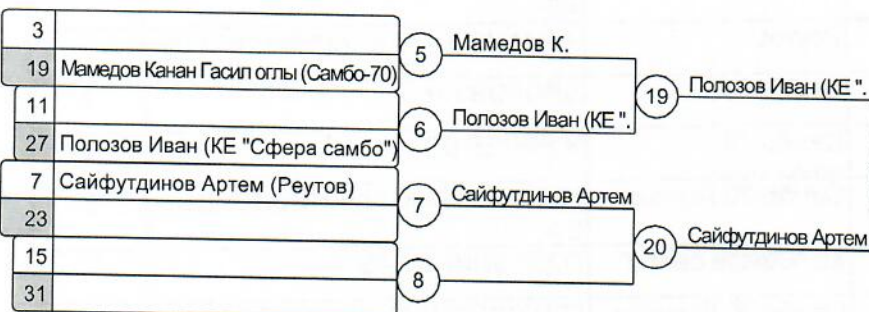 3
19 Мамедов Канан Гасил оглы (Самбо-70)
5 Мамедов К.
11
27 Полозов Иван (КЕ "Сфера самбо")
6 Полозов Иван (КЕ ".
19 Полозов Иван (КЕ ".
7 Сайфутдинов Артем (Реутов)
23
7 Сайфутдинов Артем
15
31
8
20 Сайфутдинов Артем